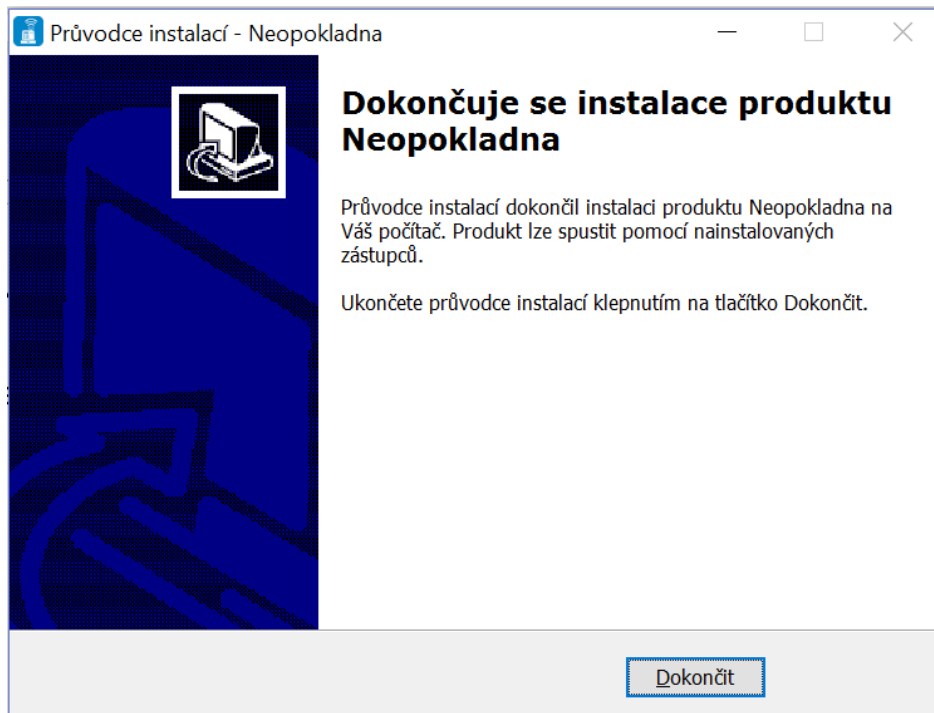 Průvodce instalací - Neopokladna
Dokončuje se instalace produktu
Neopokladna
Průvodce instalací dokončil instalaci produktu Neopokladna na
Váš počítač. Produkt lze spustit pomocí nainstalovaných
zástupců.
Ukončete průvodce instalací klepnutím na tlačítko Dokončit.
Dokončit